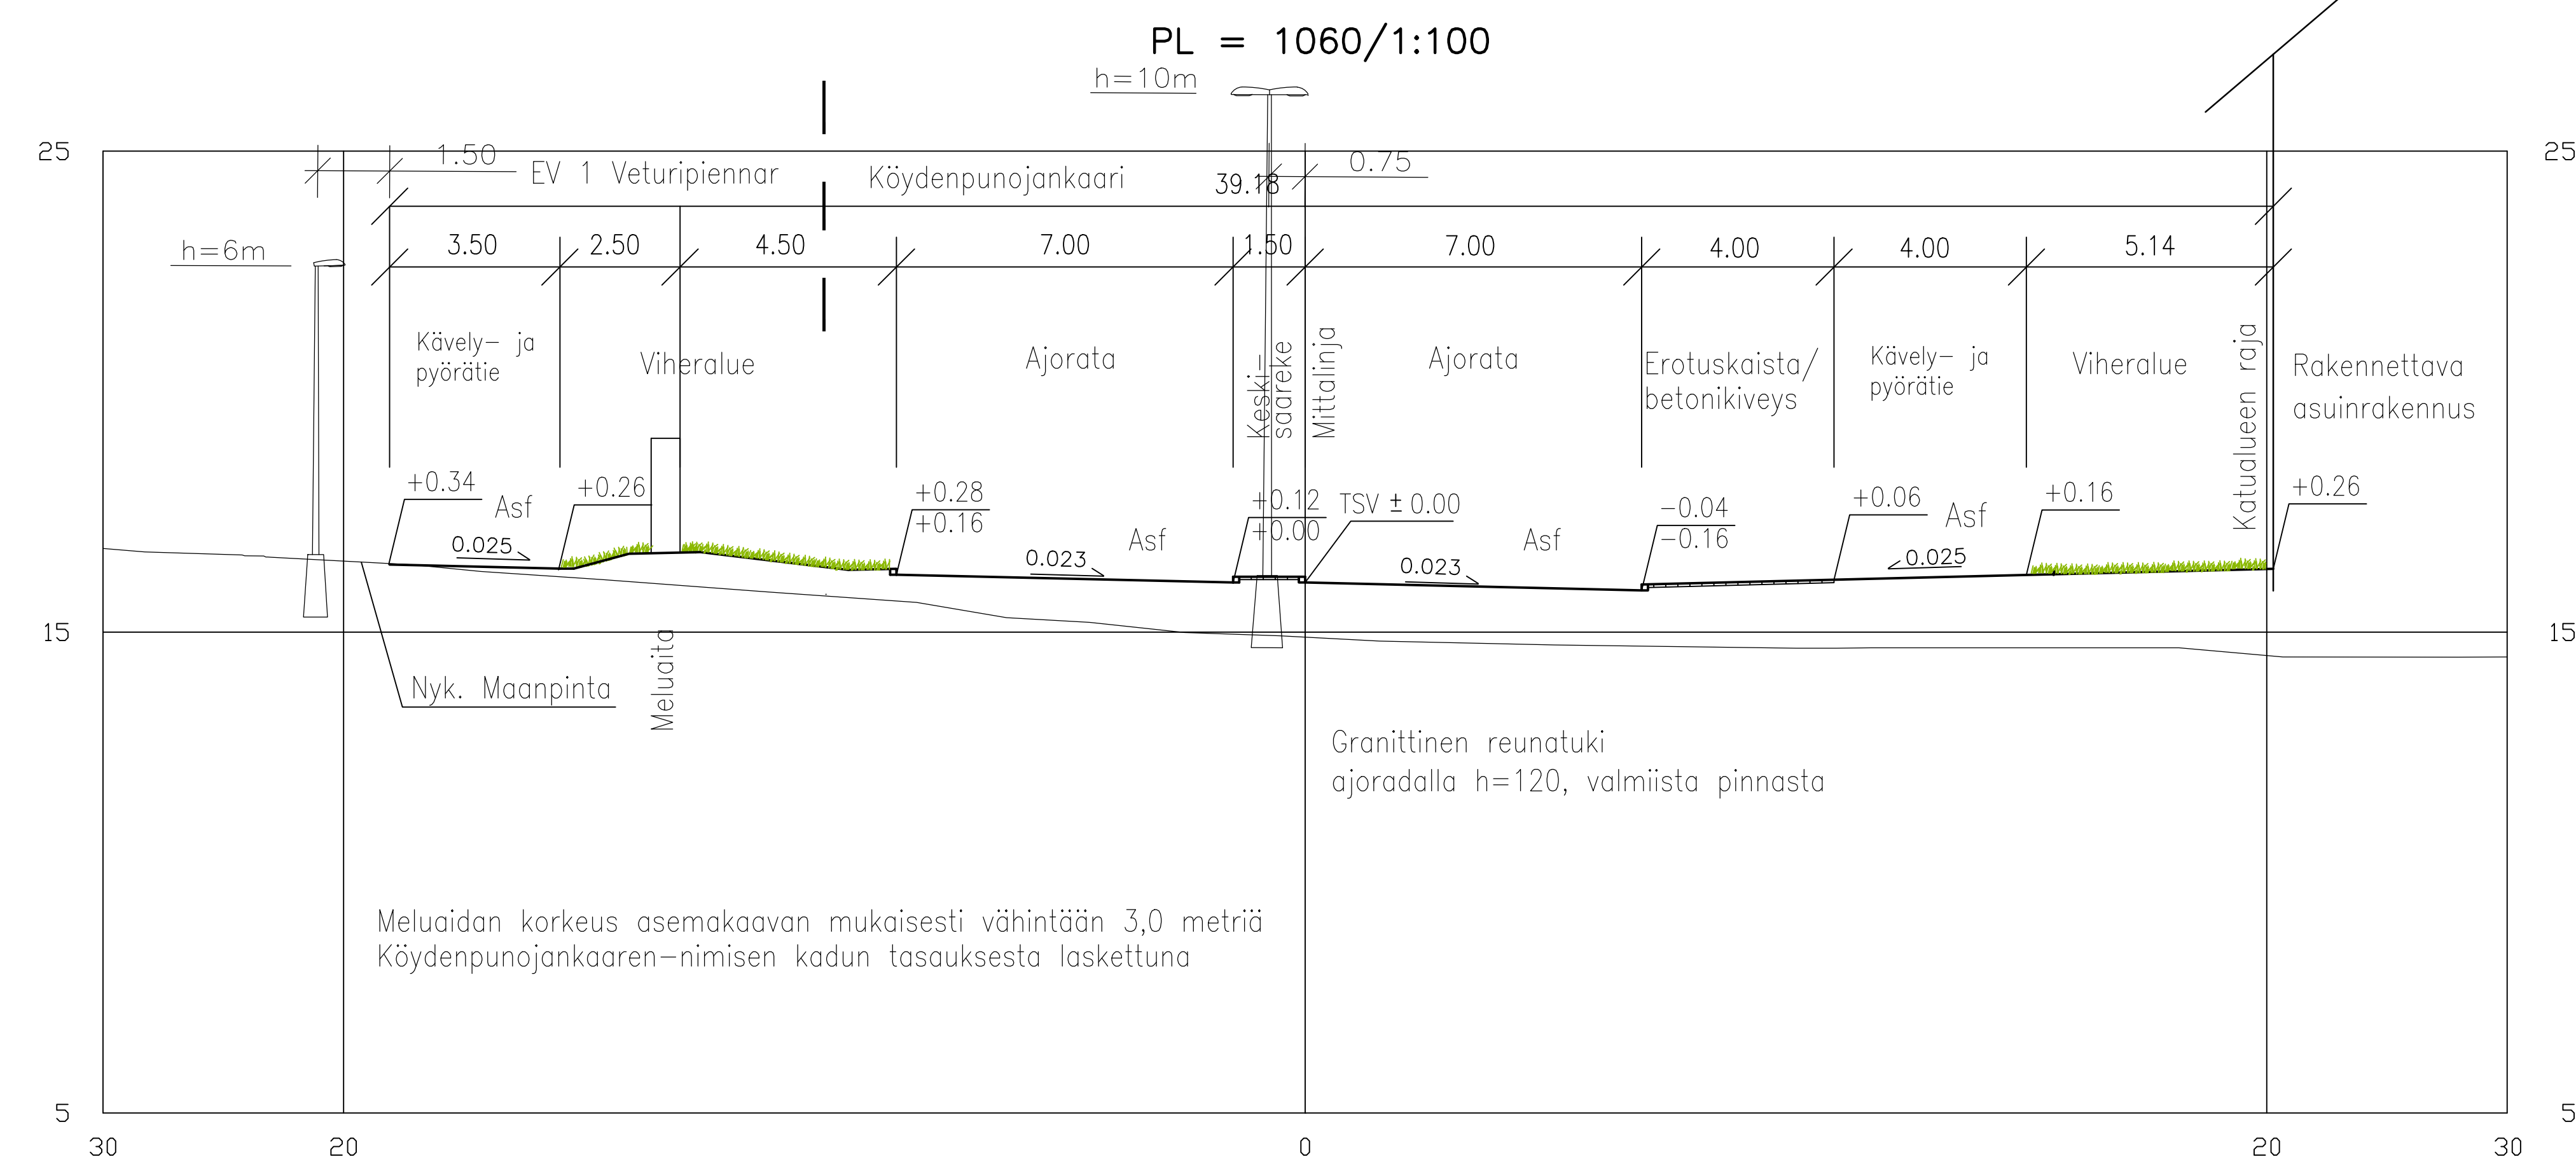 PL = 1060/1:100
h=10m
25
25
1.50
EV 1 Veturipiennar
Köydenpunojankaari
39.18
0.75
h=6m
3.50
2.50
4.50
7.00
1.50
7.00
4.00
4.00
5.14
Kävely- ja
pyörätie
Viheralue
Ajorata
Keski-
saareke
Mittalinja
Ajorata
Erotuskaista/
betonikiveys
Kävely- ja
pyörätie
Viheralue
Katualueen raja
Rakennettava
asuinrakennus
+0.34
Asf
+0.26
+0.28
+0.16
Asf
+0.12
+0.00
TSV ±0.00
Asf
-0.04
-0.16
+0.06
Asf
+0.16
+0.26
0.025
0.023
0.023
0.025
15
15
Meluaita
Nyk. Maanpinta
Granittinen reunatuki
ajoradalla h=120, valmiista pinnasta
Meluaidan korkeus asemakaavan mukaisesti vähintään 3,0 metriä
Köydenpunojankaaren-nimisen kadun tasauksesta laskettuna
5
5
30
20
0
20
30